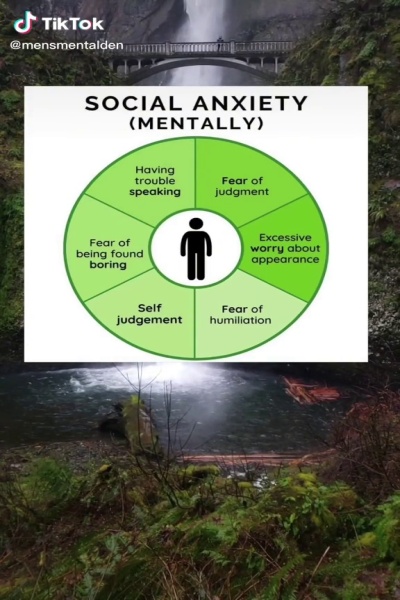 TikTok
@mensmentalden
SOCIAL ANXIETY
(MENTALLY)
Having
trouble
speaking
Fear of
judgment
Fear of
being found
boring
Excessive
worry about
appearance
Self
judgement
Fear of
humiliation